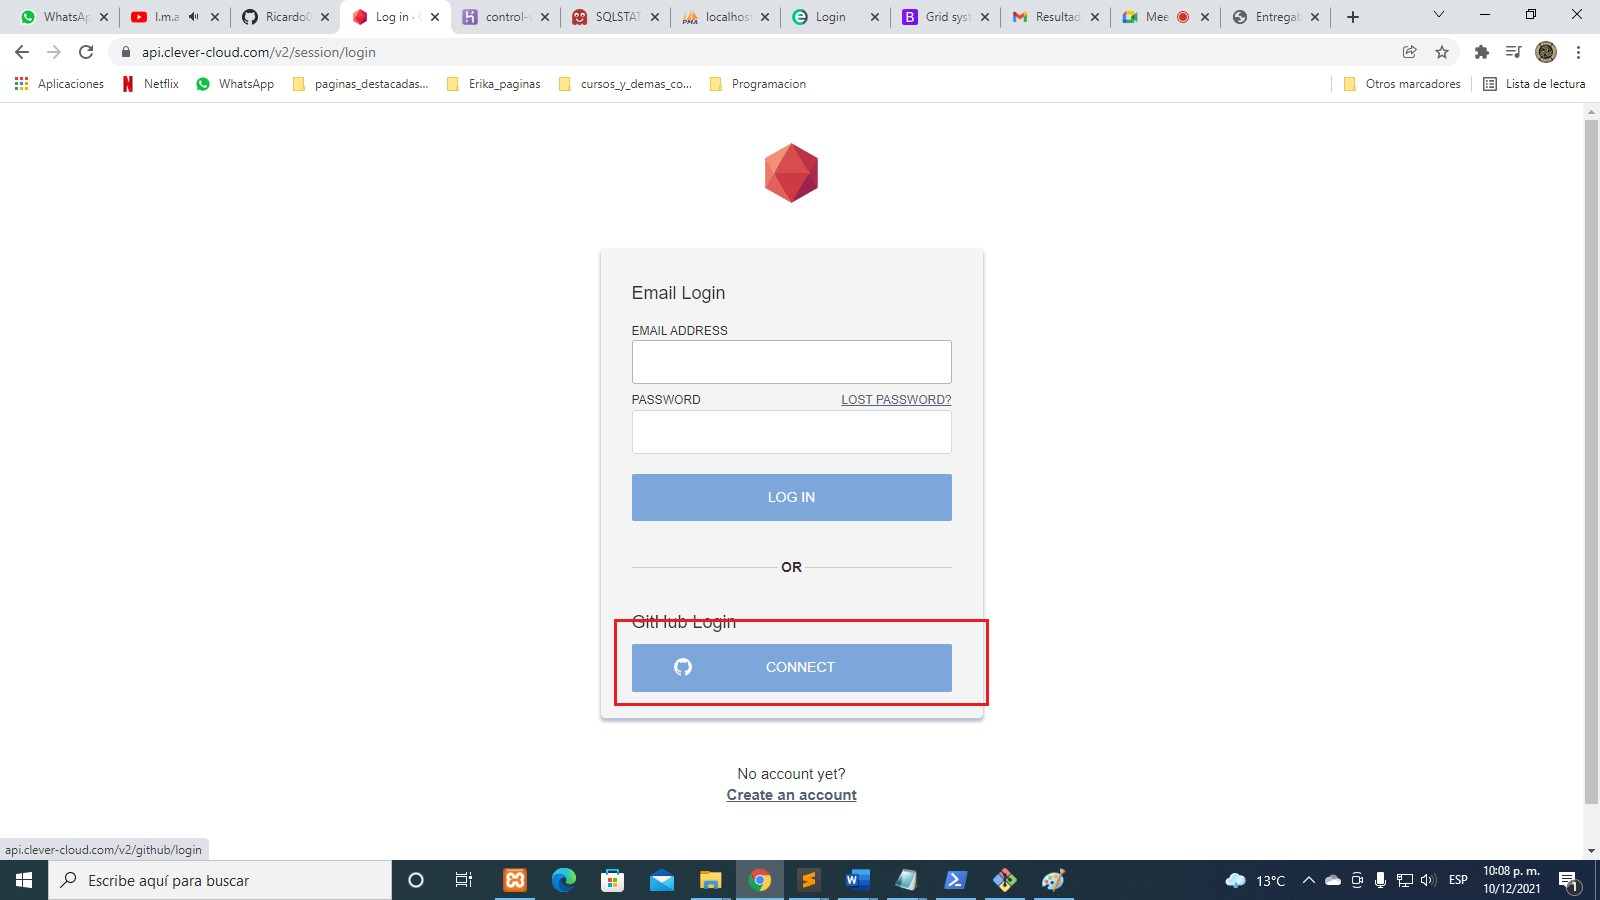 WhatsAp
I.m.a
Ricardo0
Log in ·
control-v
SQLSTAT
localhos
Login
Grid syst
Resultad
Mee
Entregab
api.clever-cloud.com/v2/session/login
Aplicaciones
Netflix
WhatsApp
paginas_destacadas...
Erika_paginas
cursos_y_demas_co...
Programacion
Otros marcadores
Lista de lectura
Email Login
EMAIL ADDRESS
PASSWORD LOST PASSWORD?
LOG IN
OR
GitHub Login
CONNECT
No account yet?
Create an account
api.clever-cloud.com/v2/github/login
Escribe aquí para buscar
13°C
ESP
10:08 p. m.
10/12/2021
1